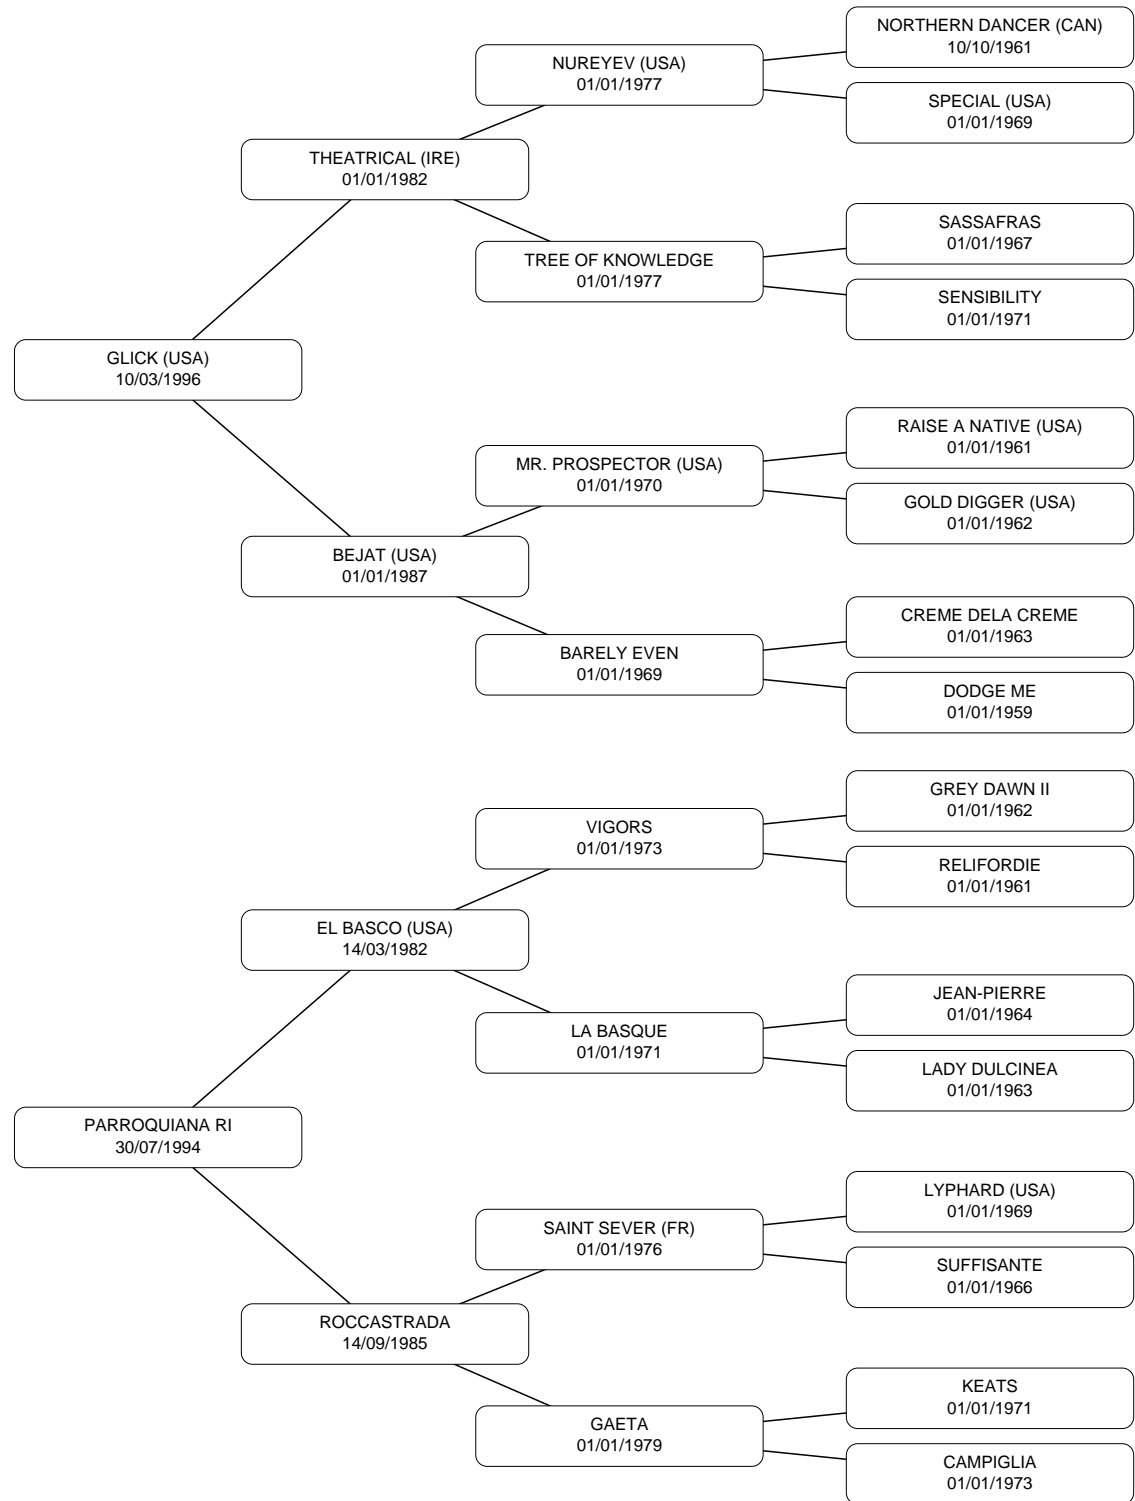 NORTHERN DANCER (CAN)
10/10/1961
NUREYEV (USA)
01/01/1977
SPECIAL (USA)
01/01/1969
THEATRICAL (IRE)
01/01/1982
SASSAFRAS
01/01/1967
TREE OF KNOWLEDGE
01/01/1977
SENSIBILITY
01/01/1971
GLICK (USA)
10/03/1996
RAISE A NATIVE (USA)
01/01/1961
MR. PROSPECTOR (USA)
01/01/1970
GOLD DIGGER (USA)
01/01/1962
BEJAT (USA)
01/01/1987
CREME DELA CREME
01/01/1963
BARELY EVEN
01/01/1969
DODGE ME
01/01/1959
GREY DAWN II
01/01/1962
VIGORS
01/01/1973
RELIFORDIE
01/01/1961
EL BASCO (USA)
14/03/1982
JEAN-PIERRE
01/01/1964
LA BASQUE
01/01/1971
LADY DULCINEA
01/01/1963
PARROQUIANA RI
30/07/1994
LYPHARD (USA)
01/01/1969
SAINT SEVER (FR)
01/01/1976
SUFFISANTE
01/01/1966
ROCCASTRADA
14/09/1985
KEATS
01/01/1971
GAETA
01/01/1979
CAMPIGLIA
01/01/1973